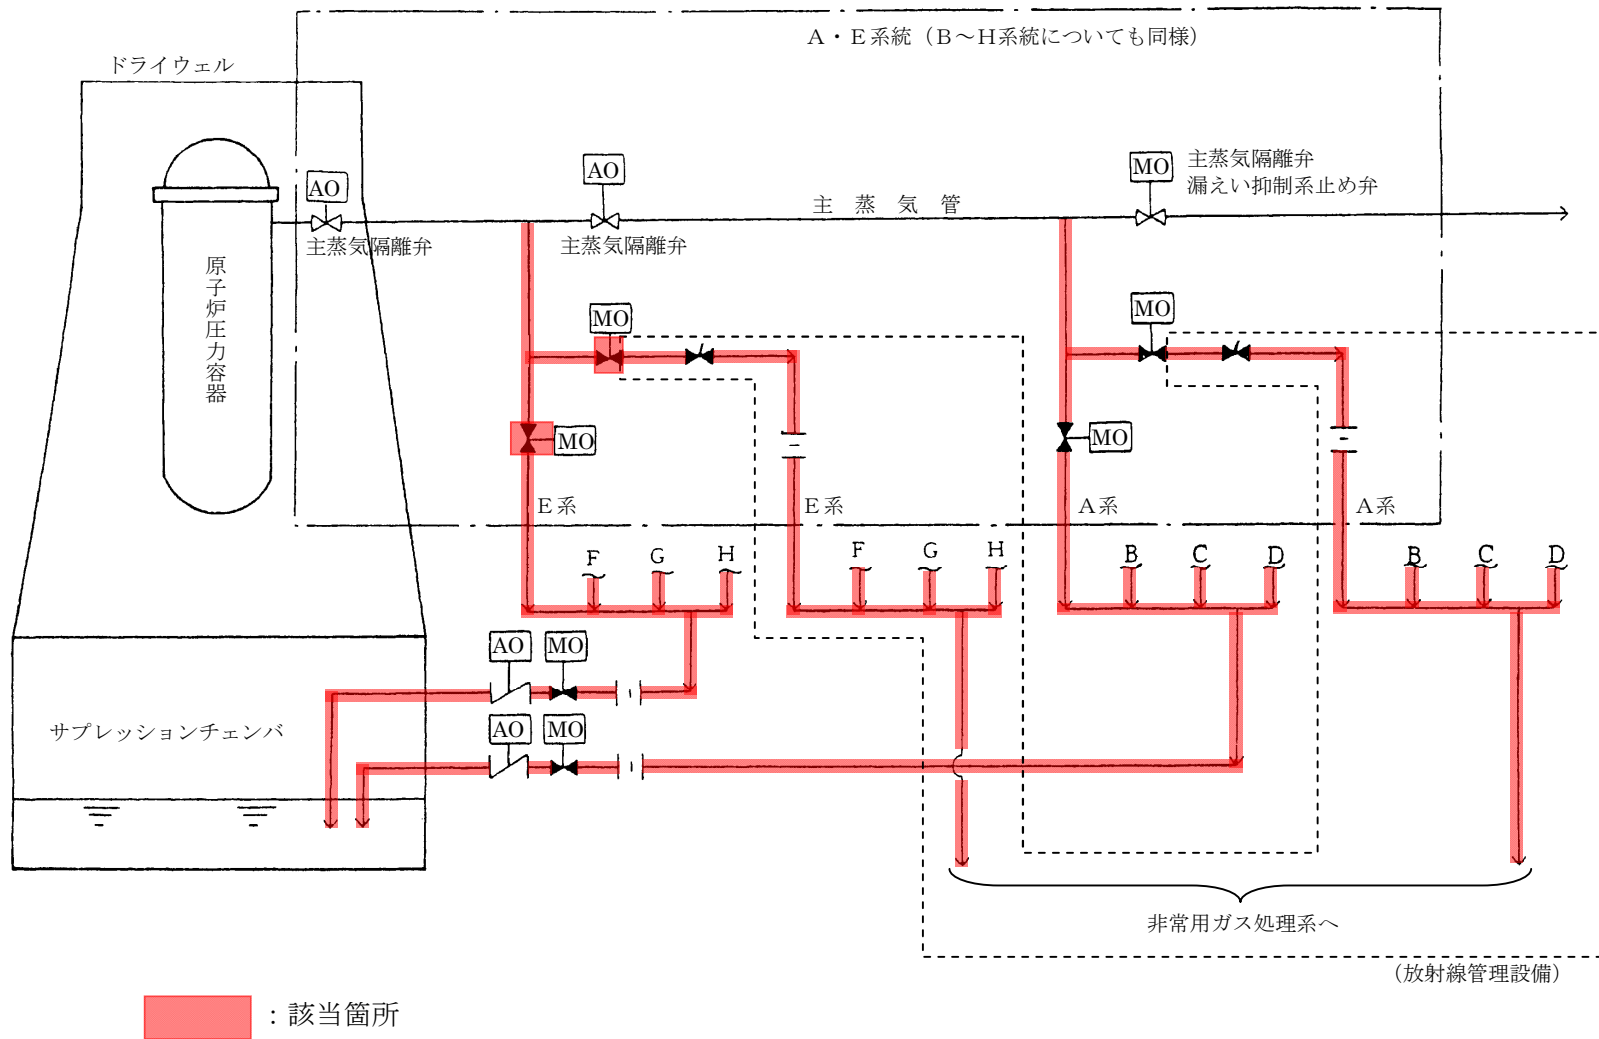 A・E系統（B～H系統についても同様）
ドライウェル
AO
AO
MO
主蒸気隔離弁
漏えい抑制系止め弁
主蒸気管
主蒸気隔離弁
主蒸気隔離弁
原子炉圧力容器
MO
MO
MO
MO
E系
E系
A系
A系
F
G
H
F
G
H
B
C
D
B
C
D
AO
MO
サプレッションチェンバ
AO
MO
非常用ガス処理系へ
（放射線管理設備）
：該当箇所